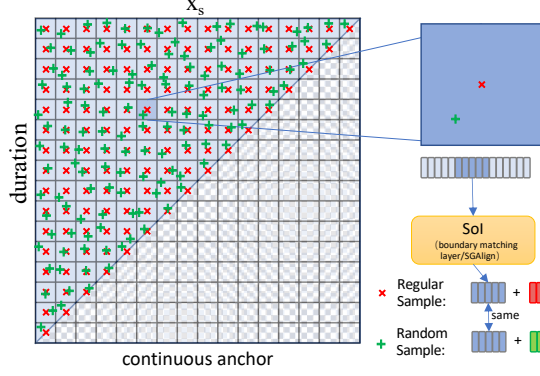 x_s
duration
continuous anchor
SoI
(boundary matching
layer/SGAlign)
Regular
Sample:
+
same
Random
Sample:
+